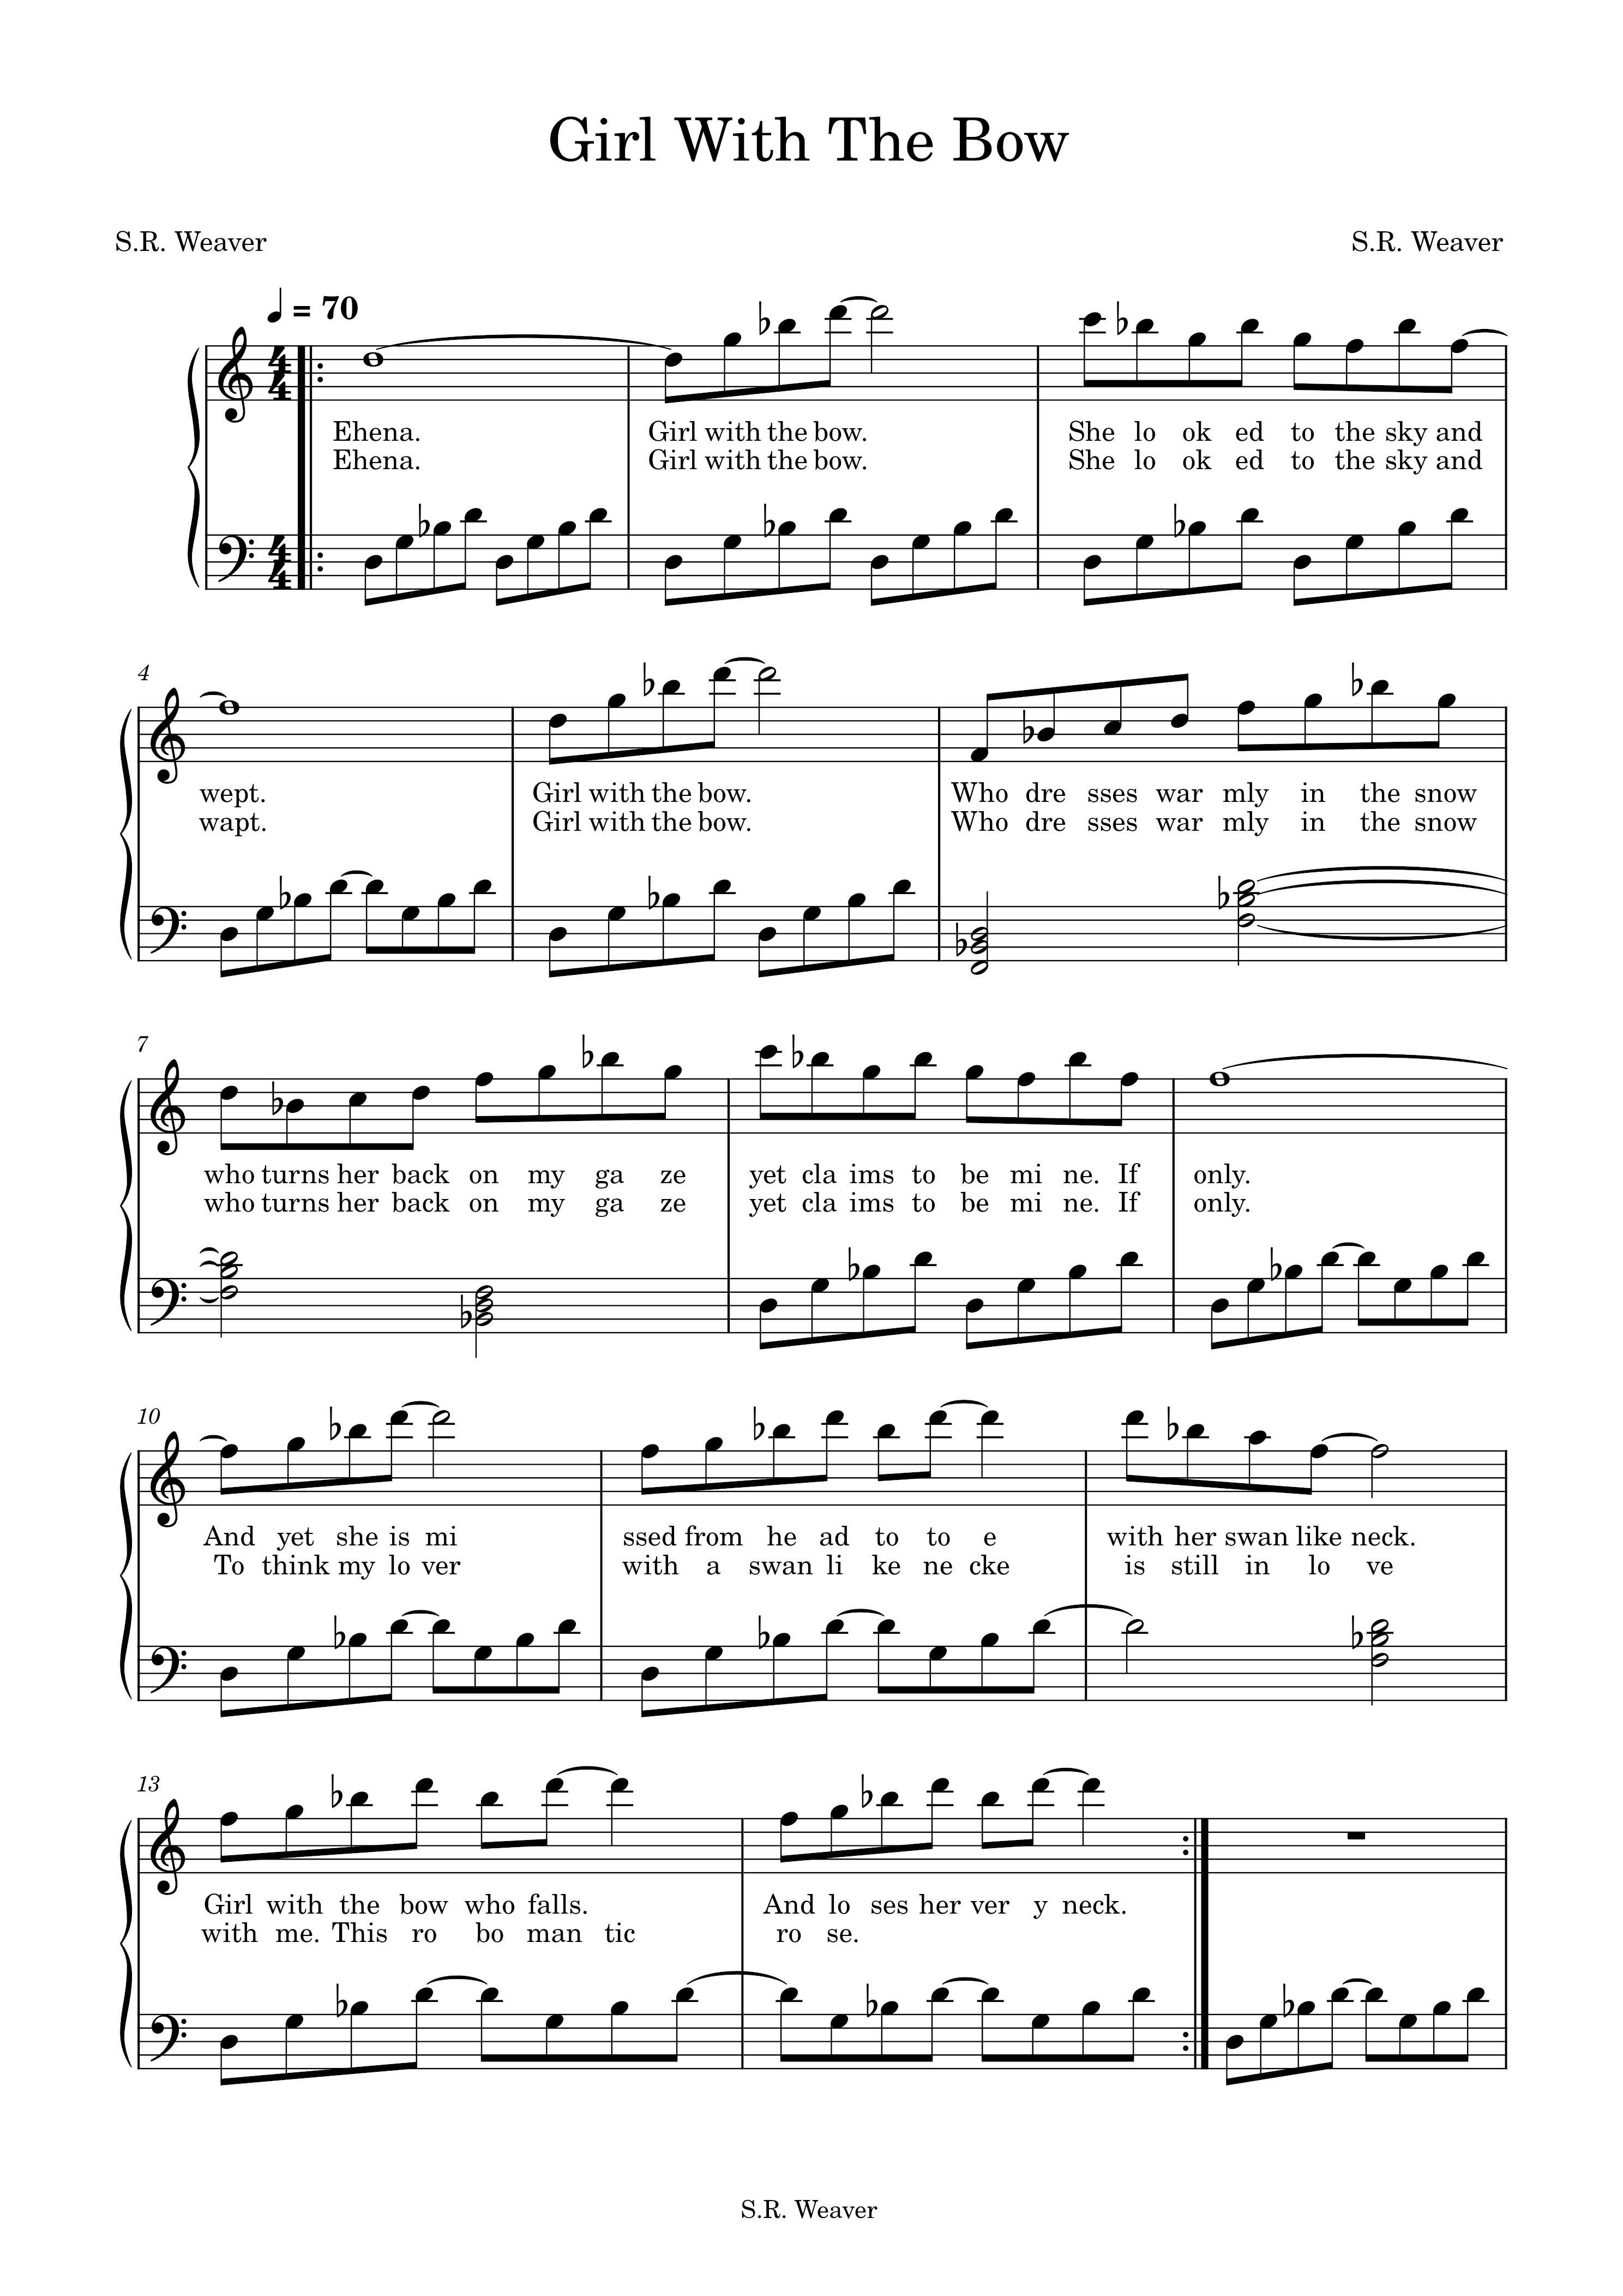 Girl With The Bow
S.R. Weaver S.R. Weaver
= 70
4 4
4 4
Ehena. Girl with the bow. She lo ok ed to the sky and
Ehena. Girl with the bow. She lo ok ed to the sky and
4
wept. Girl with the bow. Who dre sses war mly in the snow
wapt. Girl with the bow. Who dre sses war mly in the snow
7
who turns her back on my ga ze yet cla ims to be mi ne. If only.
who turns her back on my ga ze yet cla ims to be mi ne. If only.
10
And yet she is mi ssed from he ad to to e with her swan like neck.
To think my lo ver with a swan li ke ne cke is still in lo ve
13
Girl with the bow who falls. And lo ses her ver y neck.
with me. This ro bo man tic ro se.
S.R. Weaver